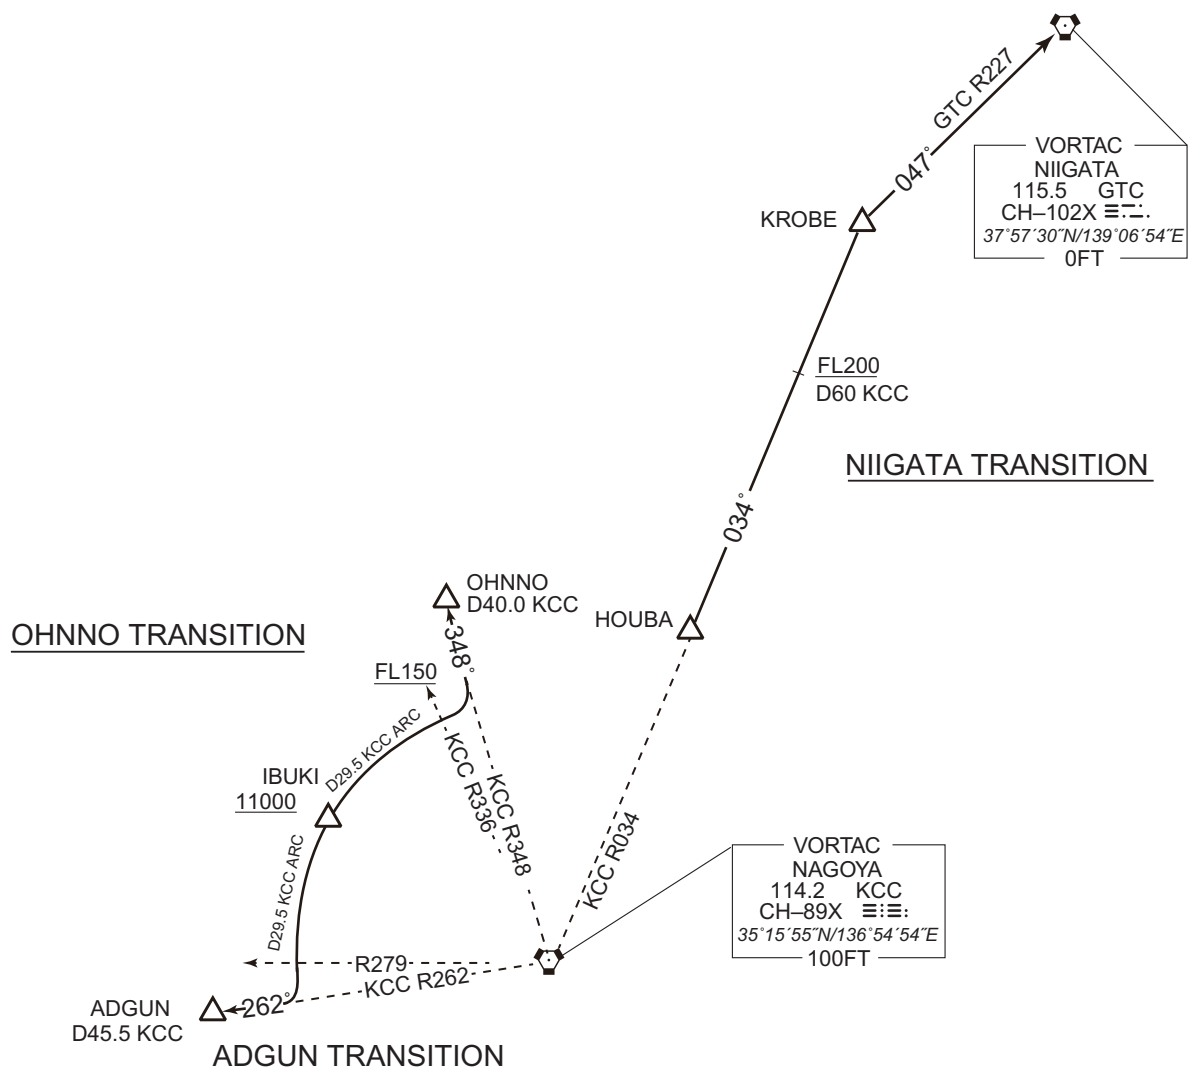 GTC R227
047°
VORTAC
NIIGATA
115.5 GTC
CH–102X
37°57′30″N/139°06′54″E
0FT
KROBE
FL200
D60 KCC
NIIGATA TRANSITION
034°
OHNNO
D40.0 KCC
HOUBA
OHNNO TRANSITION
348°
FL150
D29.5 KCC ARC
KCC R336
KCC R348
IBUKI
11000
KCC R034
D29.5 KCC ARC
VORTAC
NAGOYA
114.2 KCC
CH–89X
35°15′55″N/136°54′54″E
100FT
R279
KCC R262
262°
ADGUN
D45.5 KCC
ADGUN TRANSITION